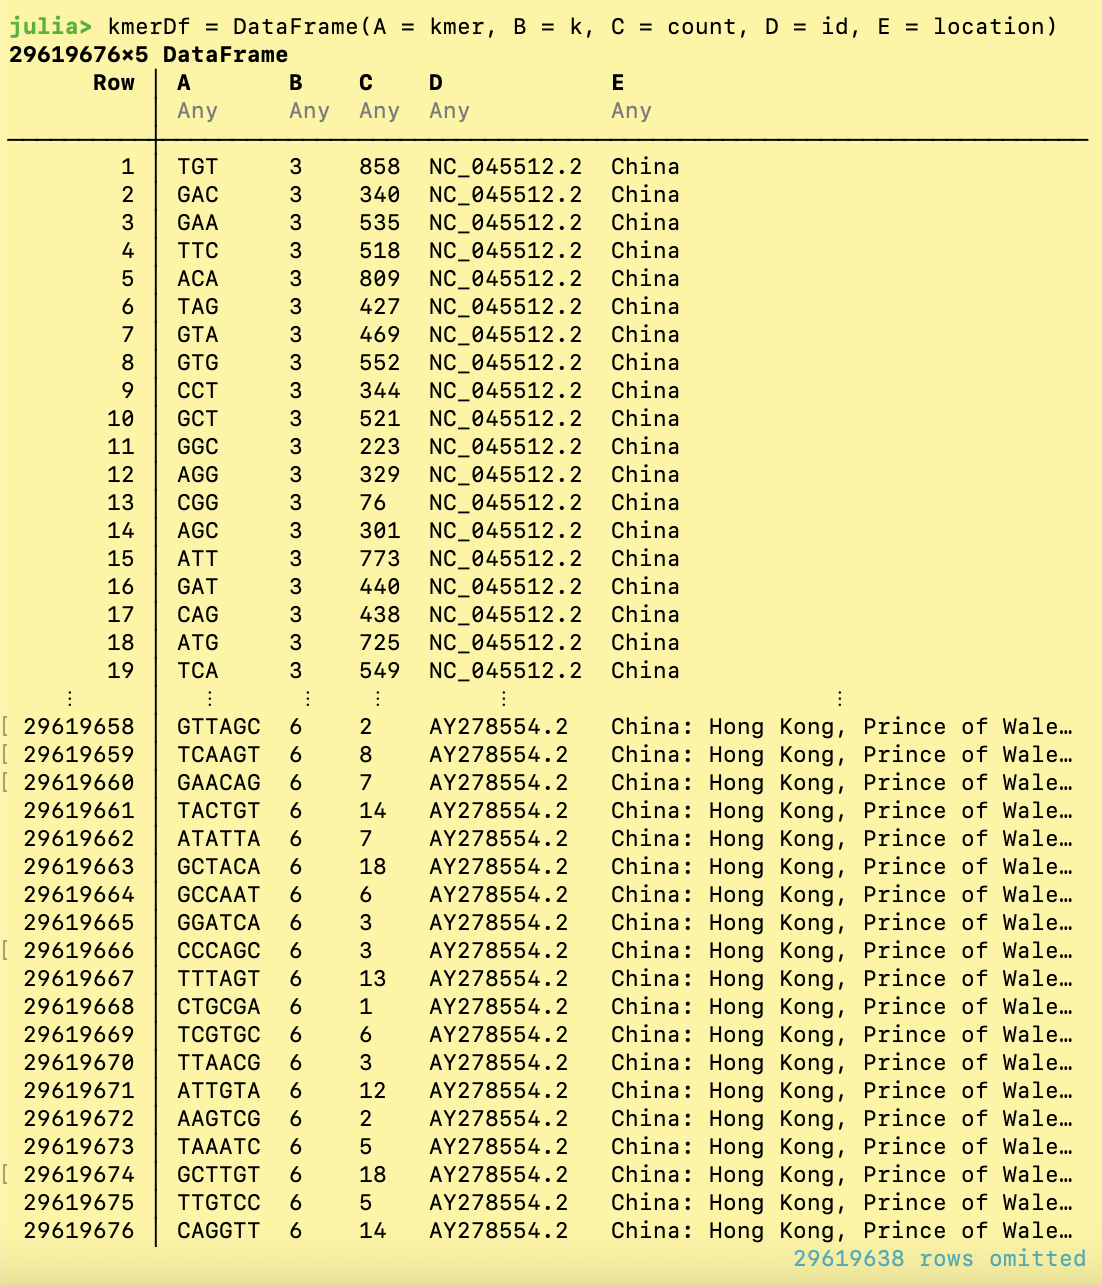 julia> kmerDf = DataFrame(A = kmer, B = k, C = count, D = id, E = location)
29619676×5 DataFrame
Row │ A B C D E
│ Any Any Any Any Any
1 │ TGT 3 858 NC_045512.2 China
2 │ GAC 3 340 NC_045512.2 China
3 │ GAA 3 535 NC_045512.2 China
4 │ TTC 3 518 NC_045512.2 China
5 │ ACA 3 809 NC_045512.2 China
6 │ TAG 3 427 NC_045512.2 China
7 │ GTA 3 469 NC_045512.2 China
8 │ GTG 3 552 NC_045512.2 China
9 │ CCT 3 344 NC_045512.2 China
10 │ GCT 3 521 NC_045512.2 China
11 │ GGC 3 223 NC_045512.2 China
12 │ AGG 3 329 NC_045512.2 China
13 │ CGG 3 76 NC_045512.2 China
14 │ AGC 3 301 NC_045512.2 China
15 │ ATT 3 773 NC_045512.2 China
16 │ GAT 3 440 NC_045512.2 China
17 │ CAG 3 438 NC_045512.2 China
18 │ ATG 3 725 NC_045512.2 China
19 │ TCA 3 549 NC_045512.2 China
⋮ │ ⋮ ⋮ ⋮ ⋮ ⋮
[ 29619658 │ GTTAGC 6 2 AY278554.2 China: Hong Kong, Prince of Wale…
[ 29619659 │ TCAAGT 6 8 AY278554.2 China: Hong Kong, Prince of Wale…
[ 29619660 │ GAACAG 6 7 AY278554.2 China: Hong Kong, Prince of Wale…
29619661 │ TACTGT 6 14 AY278554.2 China: Hong Kong, Prince of Wale…
29619662 │ ATATTA 6 7 AY278554.2 China: Hong Kong, Prince of Wale…
29619663 │ GCTACA 6 18 AY278554.2 China: Hong Kong, Prince of Wale…
29619664 │ GCCAAT 6 6 AY278554.2 China: Hong Kong, Prince of Wale…
29619665 │ GGATCA 6 3 AY278554.2 China: Hong Kong, Prince of Wale…
[ 29619666 │ CCCAGC 6 3 AY278554.2 China: Hong Kong, Prince of Wale…
29619667 │ TTTAGT 6 13 AY278554.2 China: Hong Kong, Prince of Wale…
29619668 │ CTGCGA 6 1 AY278554.2 China: Hong Kong, Prince of Wale…
29619669 │ TCGTGC 6 6 AY278554.2 China: Hong Kong, Prince of Wale…
29619670 │ TTAACG 6 3 AY278554.2 China: Hong Kong, Prince of Wale…
29619671 │ ATTGTA 6 12 AY278554.2 China: Hong Kong, Prince of Wale…
29619672 │ AAGTCG 6 2 AY278554.2 China: Hong Kong, Prince of Wale…
29619673 │ TAAATC 6 5 AY278554.2 China: Hong Kong, Prince of Wale…
[ 29619674 │ GCTTGT 6 18 AY278554.2 China: Hong Kong, Prince of Wale…
29619675 │ TTGTCC 6 5 AY278554.2 China: Hong Kong, Prince of Wale…
29619676 │ CAGGTT 6 14 AY278554.2 China: Hong Kong, Prince of Wale…
29619638 rows omitted